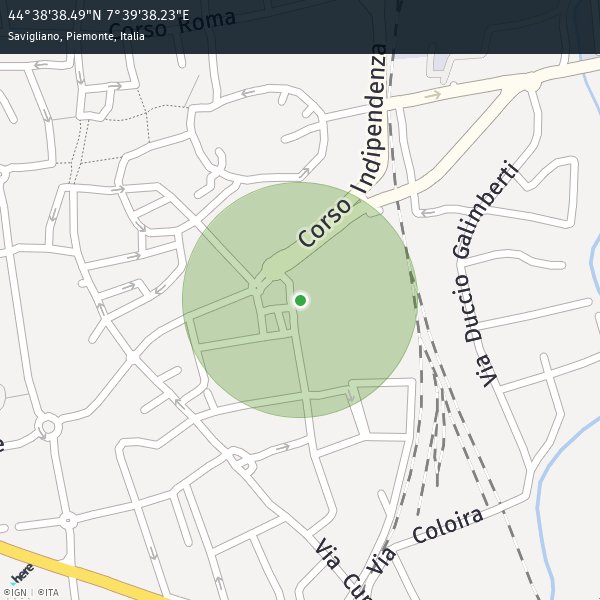 44°38'38.49"N 7°39'38.23"E
Savigliano, Piemonte, Italia
Corso Roma
Corso Indipendenza
Via Duccio Galimberti
Via Coloira
Via
here
©IGN | ©ITA